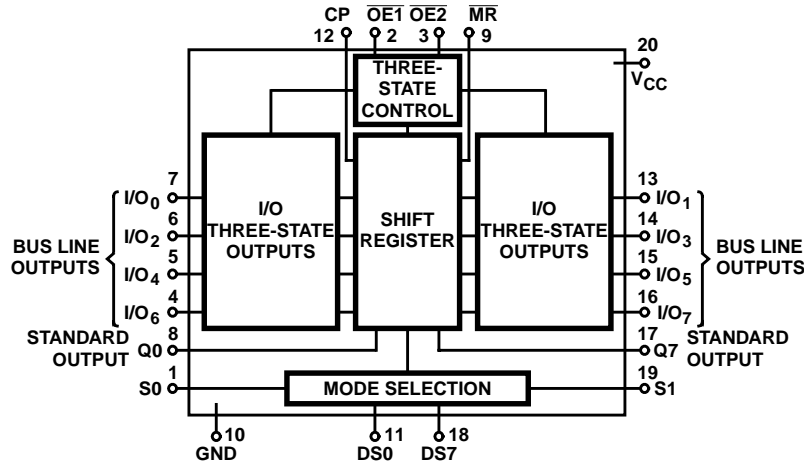 CP OE1 OE2 MR
12 2 3 9
20
VCC
THREE-
STATE
CONTROL
7
I/O0
6
I/O2
5
I/O4
4
I/O6
BUS LINE
OUTPUTS
I/O
THREE-STATE
OUTPUTS
SHIFT
REGISTER
I/O
THREE-STATE
OUTPUTS
13
I/O1
14
I/O3
15
I/O5
16
I/O7
BUS LINE
OUTPUTS
STANDARD
OUTPUT
8
Q0
17
Q7
STANDARD
OUTPUT
1
S0
MODE SELECTION
19
S1
10
GND
11
DS0
18
DS7